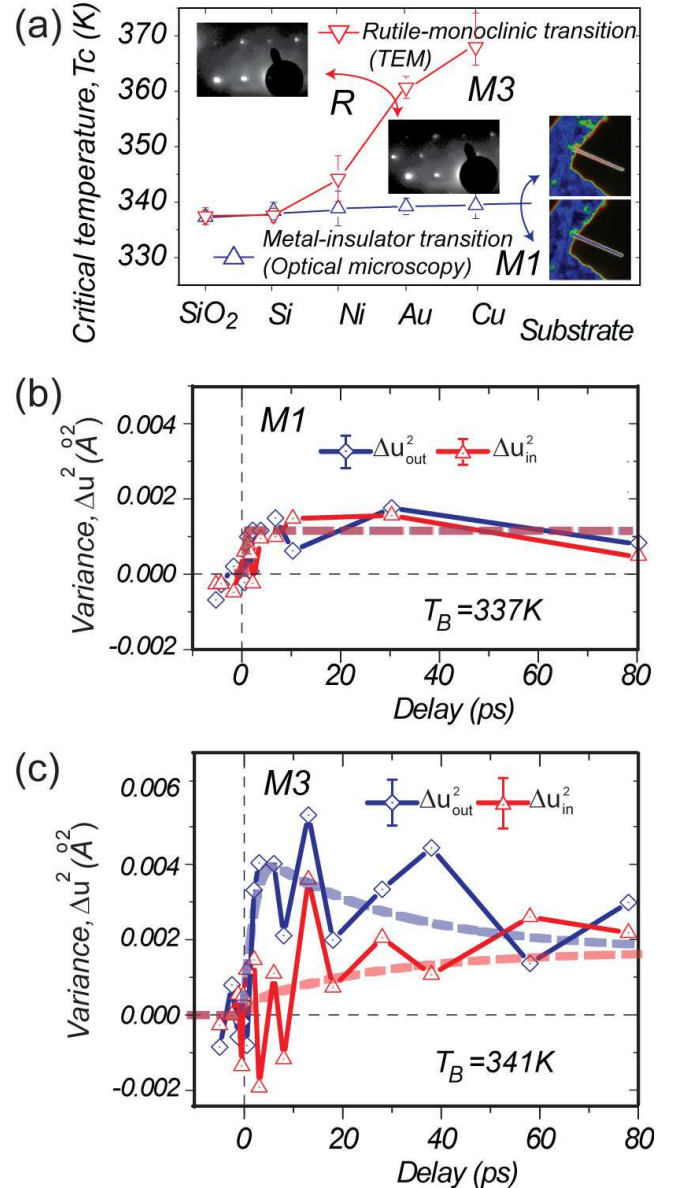 (a)
Critical temperature, Tc (K)
370
360
350
340
330
Rutile-monoclinic transition
(TEM)
R
M3
Metal-insulator transition
(Optical microscopy)
M1
SiO₂ Si Ni Au Cu Substrate
(b)
Variance, Δu² (Å²)
0.004
0.002
0.000
-0.002
M1
Δu²out Δu²in
T_B=337K
0 20 40 60 80
Delay (ps)
(c)
Variance, Δu² (Å²)
0.006
0.004
0.002
0.000
-0.002
M3
Δu²out Δu²in
T_B=341K
0 20 40 60 80
Delay (ps)